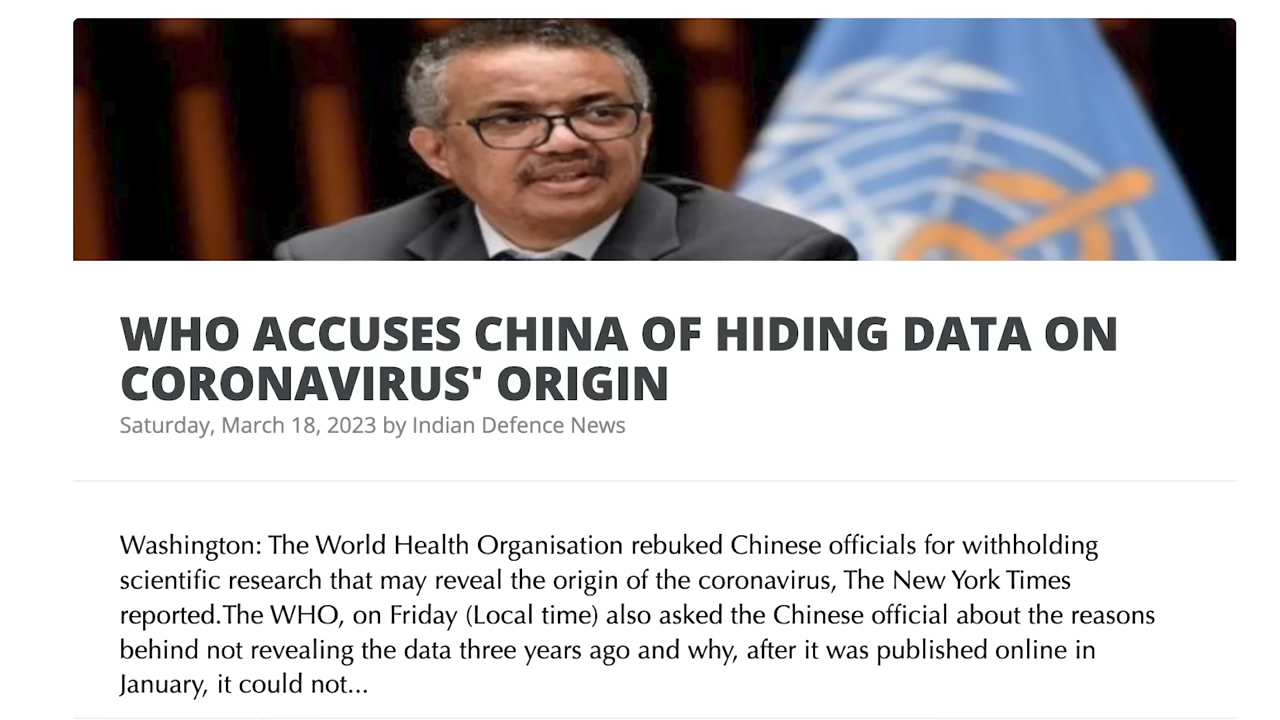 WHO ACCUSES CHINA OF HIDING DATA ON
CORONAVIRUS' ORIGIN
Saturday, March 18, 2023 by Indian Defence News
Washington: The World Health Organisation rebuked Chinese officials for withholding
scientific research that may reveal the origin of the coronavirus, The New York Times
reported.The WHO, on Friday (Local time) also asked the Chinese official about the reasons
behind not revealing the data three years ago and why, after it was published online in
January, it could not...